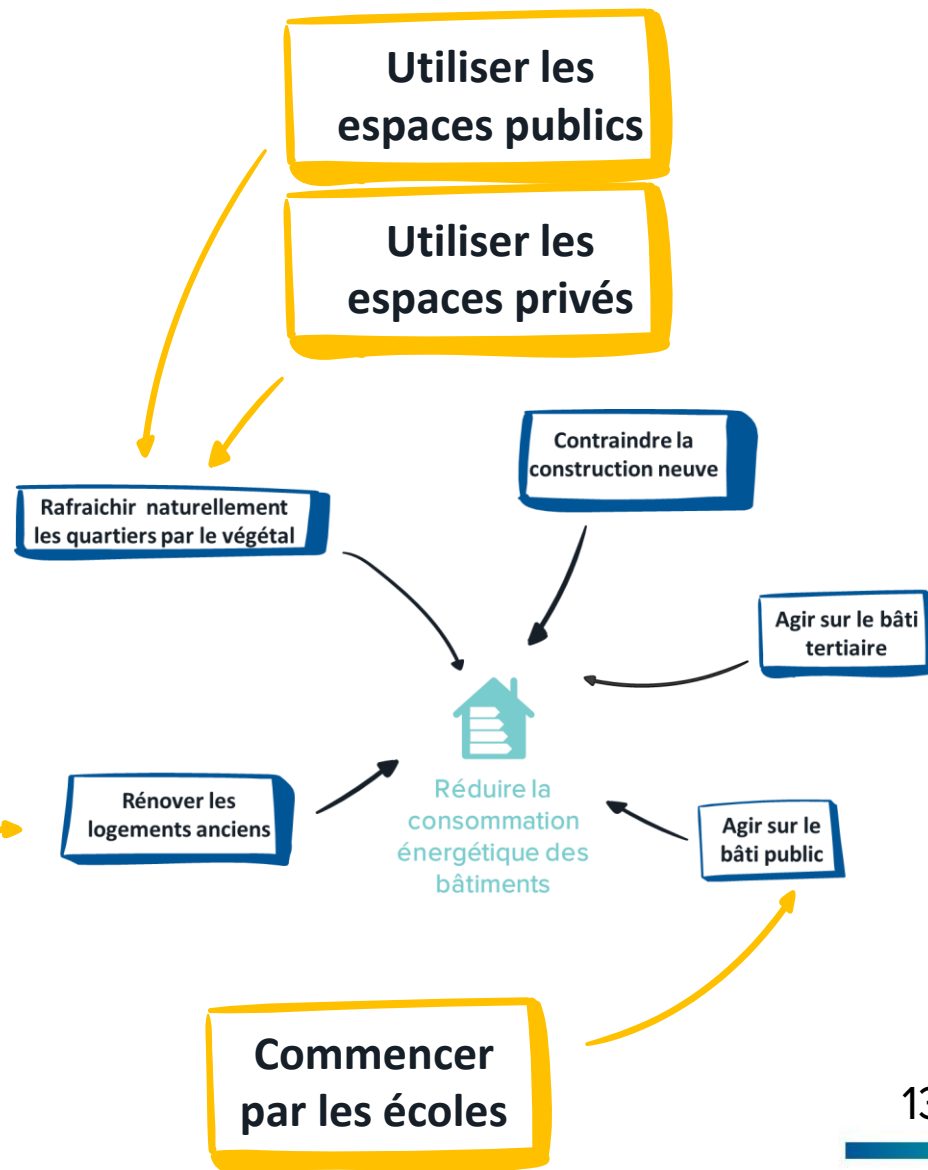 Utiliser les
espaces publics
Utiliser les
espaces privés
Contraindre la
construction neuve
Rafraichir naturellement
les quartiers par le végétal
Agir sur le bâti
tertiaire
Rénover les
logements anciens
Réduire la
consommation
énergétique des
bâtiments
Agir sur le
bâti public
Commencer
par les écoles
13